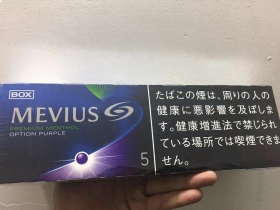 BOX
MEVIUS
PREMIUM MENTHOL
OPTION PURPLE
5
たばこの煙は、周りの人の
健康に悪影響を及ぼしま
す。健康増進法で禁じられ
ている場所では喫煙できま
せん。